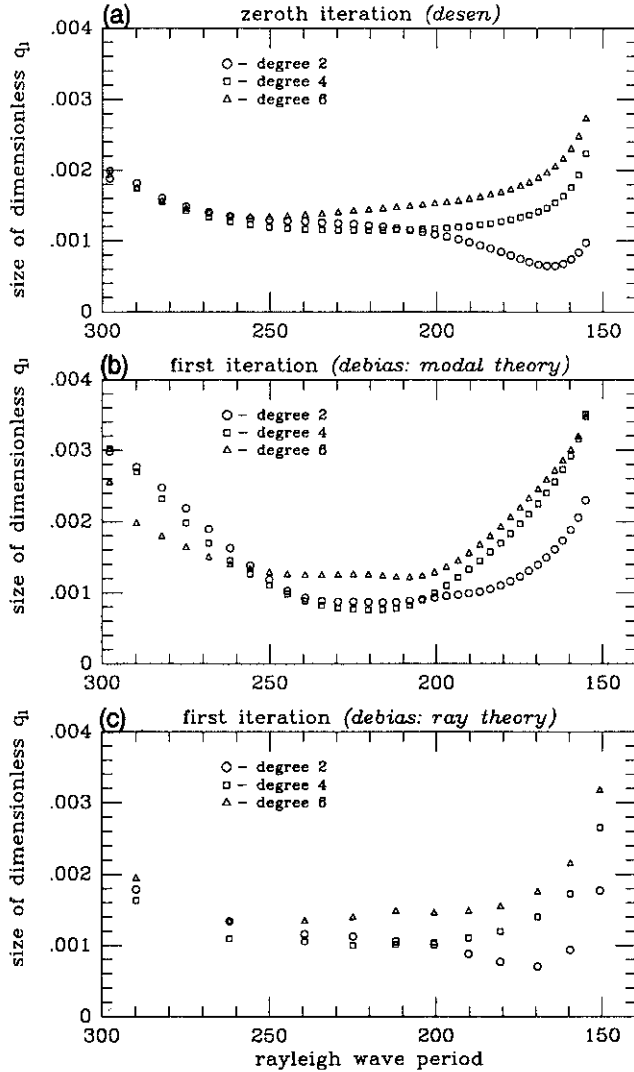 (a) zeroth iteration (desen)
.004
.003
.002
.001
0
size of dimensionless ql
○ – degree 2
□ – degree 4
△ – degree 6
300 250 200 150
(b) first iteration (debias: modal theory)
.004
.003
.002
.001
0
size of dimensionless ql
○ – degree 2
□ – degree 4
△ – degree 6
300 250 200 150
(c) first iteration (debias: ray theory)
.004
.003
.002
.001
0
size of dimensionless ql
○ – degree 2
□ – degree 4
△ – degree 6
300 250 200 150
rayleigh wave period